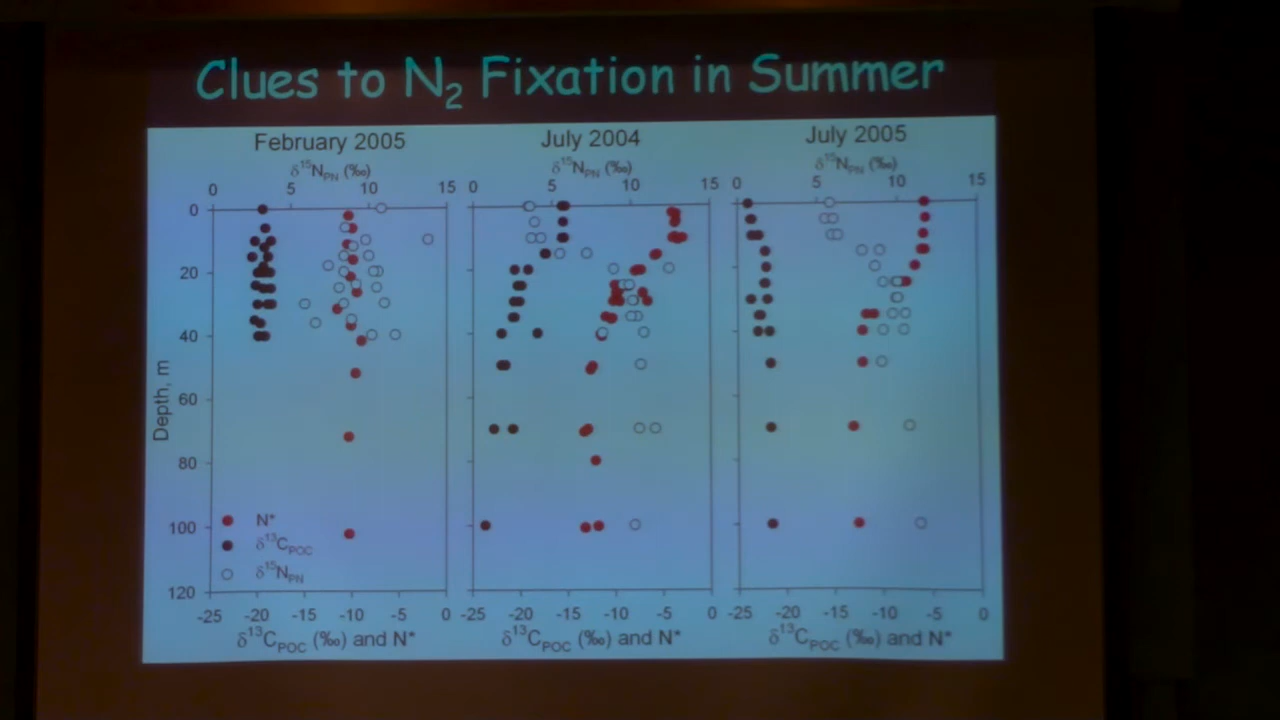 Clues to N₂ Fixation in Summer
February 2005
July 2004
July 2005
δ¹⁵N_PN (‰)
δ¹⁵N_PN (‰)
δ¹⁵N_PN (‰)
0 5 10 15
0 5 10 15
0 5 10 15
0
20
40
60
80
100
120
Depth, m
N*
δ¹³C_POC
δ¹⁵N_PN
-25 -20 -15 -10 -5 0
-25 -20 -15 -10 -5 0
-25 -20 -15 -10 -5 0
δ¹³C_POC (‰) and N*
δ¹³C_POC (‰) and N*
δ¹³C_POC (‰) and N*